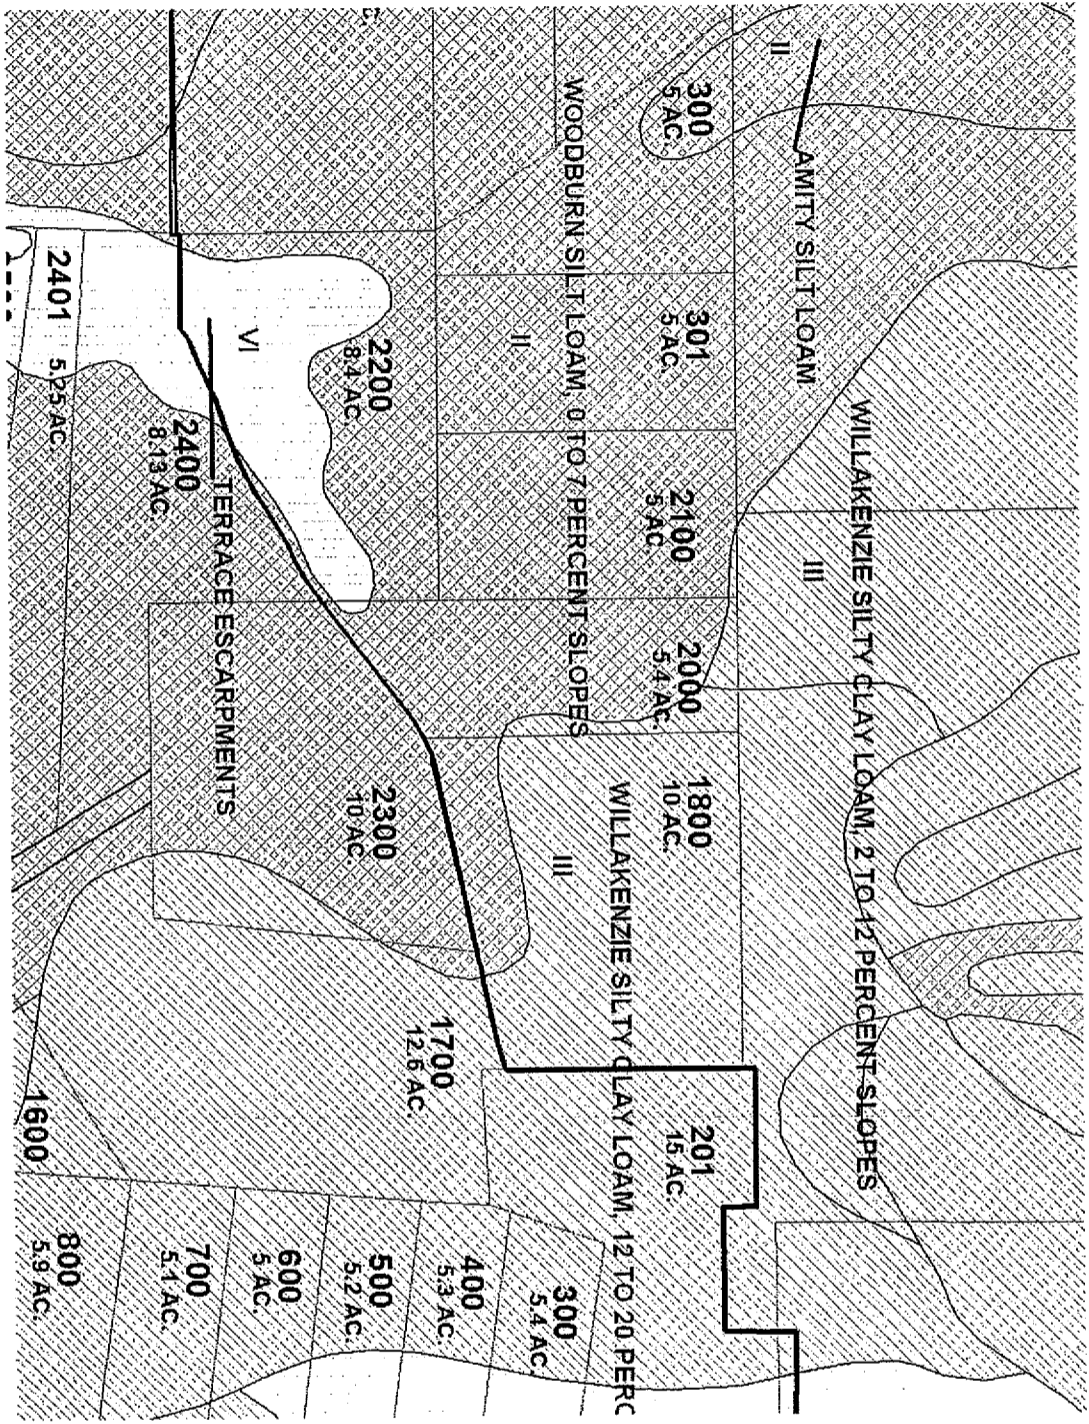 II
AMITY SILT LOAM
WILLAKENZIE SILTY CLAY LOAM, 2 TO 12 PERCENT SLOPES
III
300
5 AC.
301
5 AC.
2100
5 AC
2000
5.4 AC.
1800
10 AC.
201
15 AC.
WOODBURN SILT LOAM, 0 TO 7 PERCENT SLOPES
II
WILLAKENZIE SILTY CLAY LOAM, 12 TO 20 PERC
III
300
5.4 AC.
400
5.3 AC.
500
5.2 AC.
600
5 AC.
700
5.1 AC.
800
5.9 AC.
2200
8.4 AC.
2300
10 AC.
1700
12.6 AC.
VI
TERRACE ESCARPMENTS
2400
8.13 AC.
2401
5.25 AC.
1600